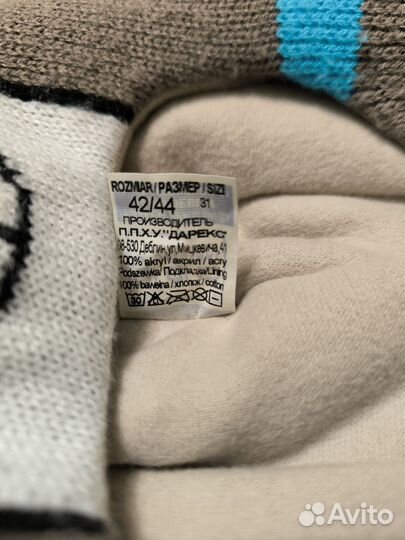 ROZMIAR/РАЗМЕР/SIZE
42/44 31
ПРОИЗВОДИТЕЛЬ
П.П.Х.У."ДАРЕКС"
08-530 Деблин,ул.Мицкевича,41
100% akryl / акрил / acry
Podszewka/Подкладка/Lining
100% bawełna / хлопок / cotton
30
Avito